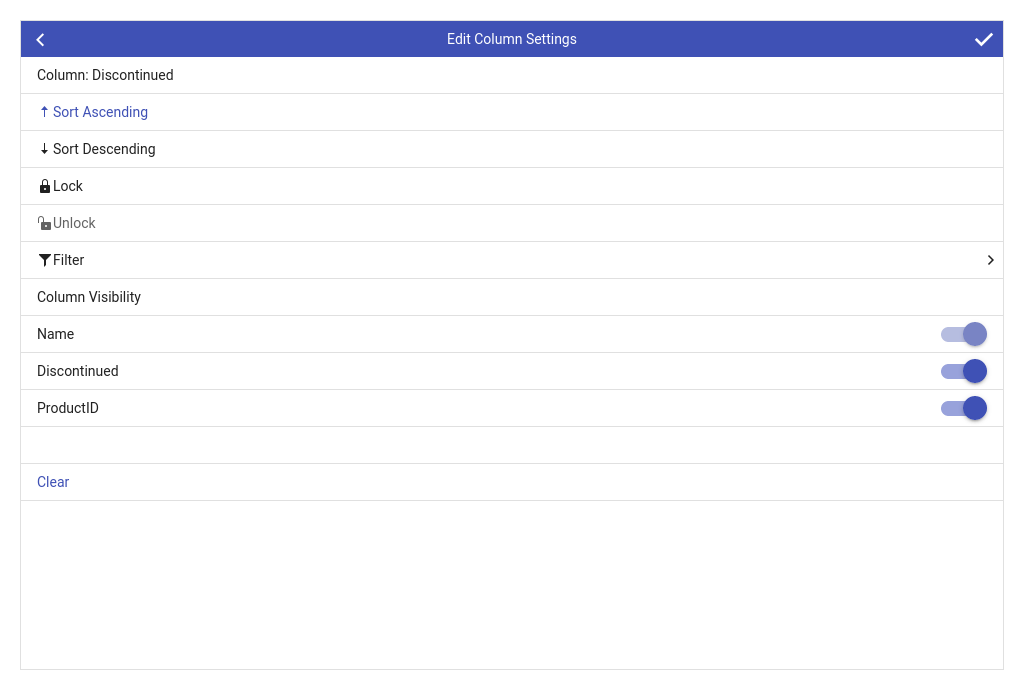 Edit Column Settings
Column: Discontinued
Sort Ascending
Sort Descending
Lock
Unlock
Filter
Column Visibility
Name
Discontinued
ProductID
Clear